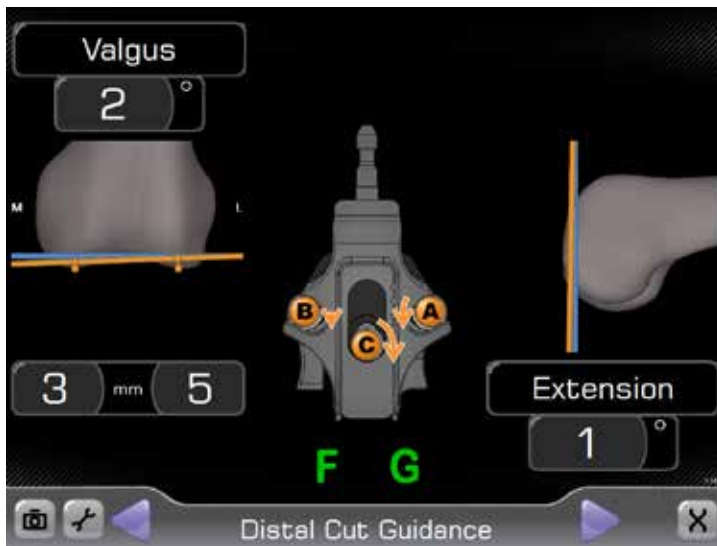 Valgus
2 °
M L
B A
C
3 mm 5
Extension
1 °
F G
Distal Cut Guidance